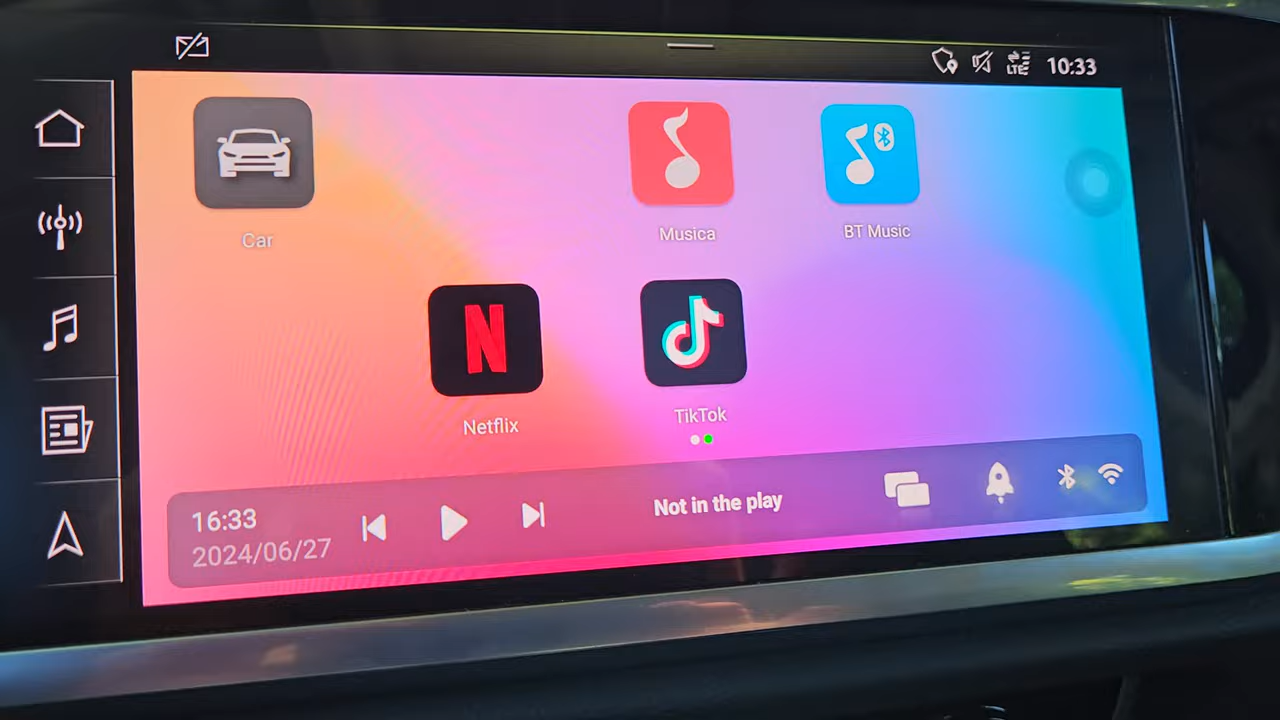 LTE
10:33
Car
Musica
BT Music
N
Netflix
TikTok
16:33
2024/06/27
Not in the play